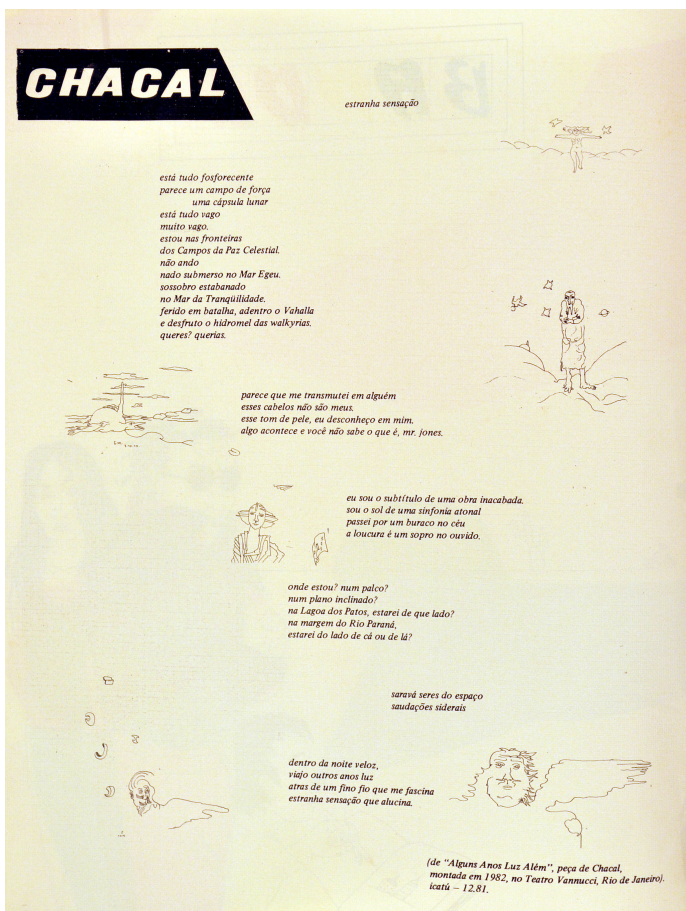 CHACAL
estranha sensação
está tudo fosforecente
parece um campo de força
uma cápsula lunar
está tudo vago
muito vago.
estou nas fronteiras
dos Campos da Paz Celestial.
não ando
nado submerso no Mar Egeu.
sossobro estabanado
no Mar da Tranqüilidade.
ferido em batalha, adentro o Vahalla
e desfruto o hidromel das walkyrias.
queres? querias.
parece que me transmutei em alguém
esses cabelos não são meus.
esse tom de pele, eu desconheço em mim.
algo acontece e você não sabe o que é, mr. jones.
eu sou o subtítulo de uma obra inacabada.
sou o sol de uma sinfonia atonal
passei por um buraco no céu
a loucura é um sopro no ouvido.
onde estou? num palco?
num plano inclinado?
na Lagoa dos Patos, estarei de que lado?
na margem do Rio Paraná,
estarei do lado de cá ou de lá?
saravá seres do espaço
saudações siderais
dentro da noite veloz,
viajo outros anos luz
atras de um fino fio que me fascina
estranha sensação que alucina.
(de "Alguns Anos Luz Além", peça de Chacal,
montada em 1982, no Teatro Vannucci, Rio de Janeiro).
icatú — 12.81.